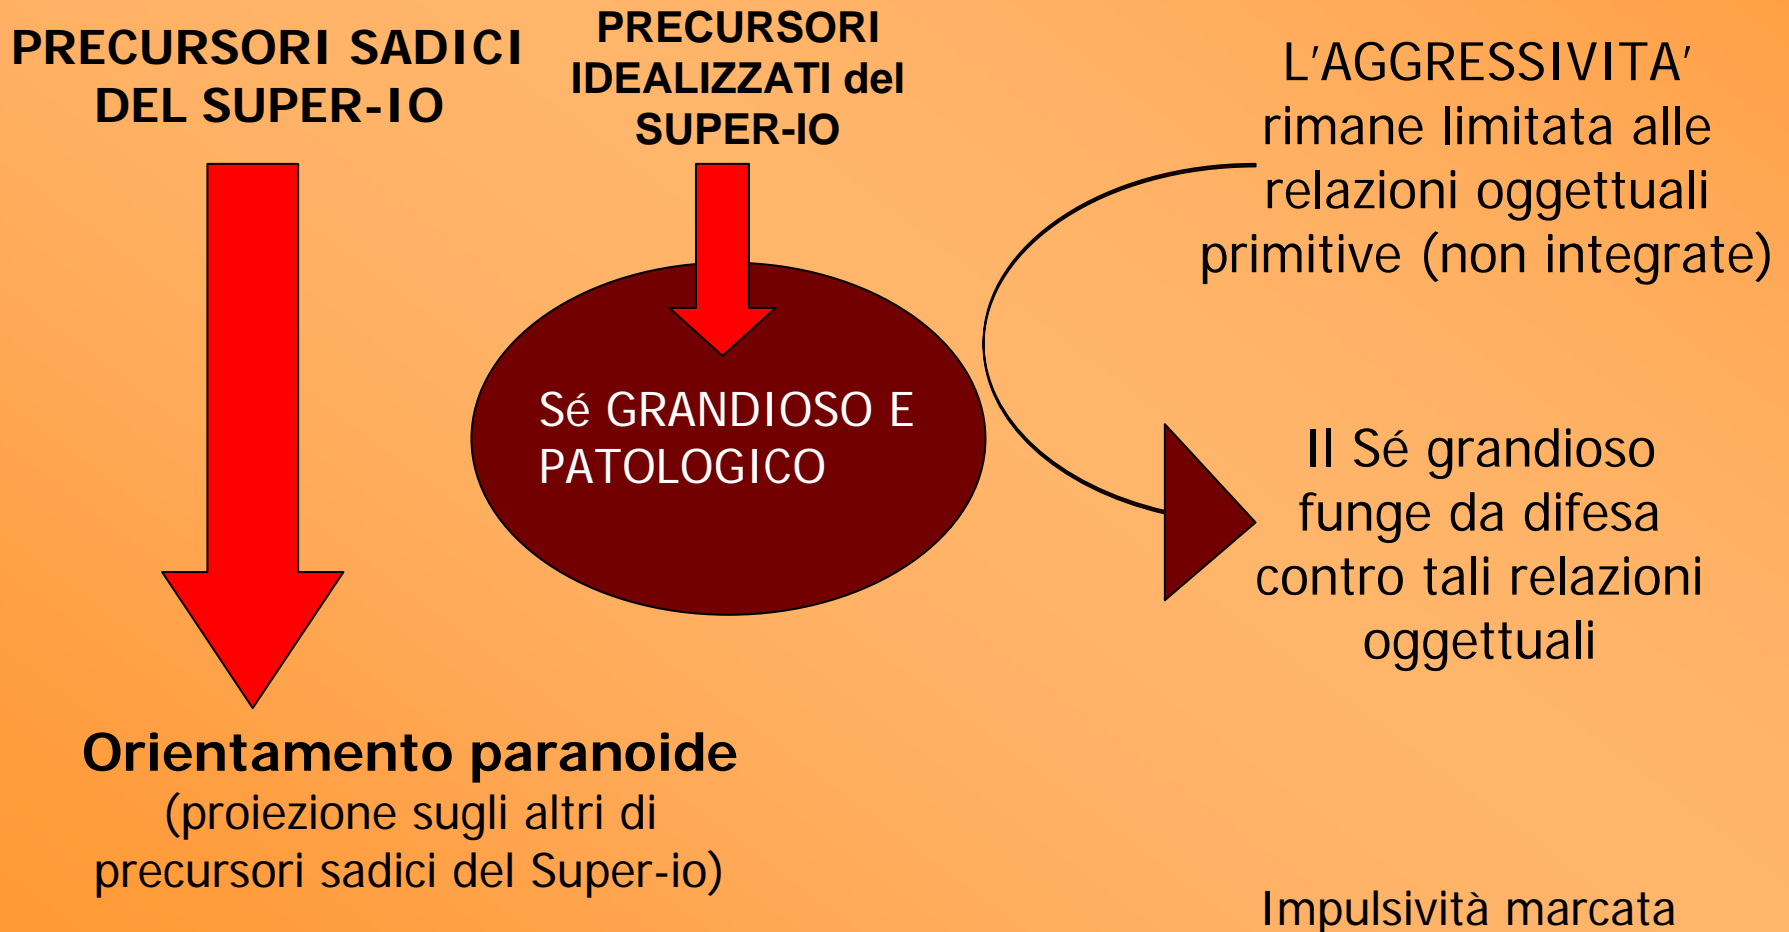 PRECURSORI SADICI
DEL SUPER-IO
PRECURSORI
IDEALIZZATI del
SUPER-IO
L'AGGRESSIVITA'
rimane limitata alle
relazioni oggettuali
primitive (non integrate)
Sé GRANDIOSO E
PATOLOGICO
Il Sé grandioso
funge da difesa
contro tali relazioni
oggettuali
Orientamento paranoide
(proiezione sugli altri di
precursori sadici del Super-io)
Impulsività marcata